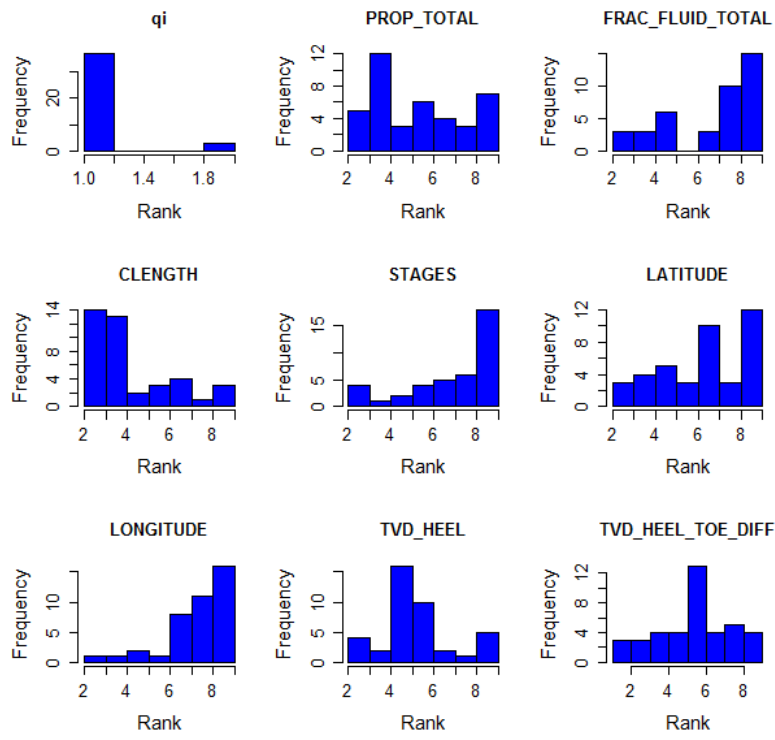 qi
Frequency
20
0
1.0 1.4 1.8
Rank
PROP_TOTAL
Frequency
12
8
4
0
2 4 6 8
Rank
FRAC_FLUID_TOTAL
Frequency
10
5
0
2 4 6 8
Rank
CLENGTH
Frequency
14
8
4
0
2 4 6 8
Rank
STAGES
Frequency
15
5
0
2 4 6 8
Rank
LATITUDE
Frequency
12
8
4
0
2 4 6 8
Rank
LONGITUDE
Frequency
10
5
0
2 4 6 8
Rank
TVD_HEEL
Frequency
10
5
0
2 4 6 8
Rank
TVD_HEEL_TOE_DIFF
Frequency
12
8
4
0
2 4 6 8
Rank